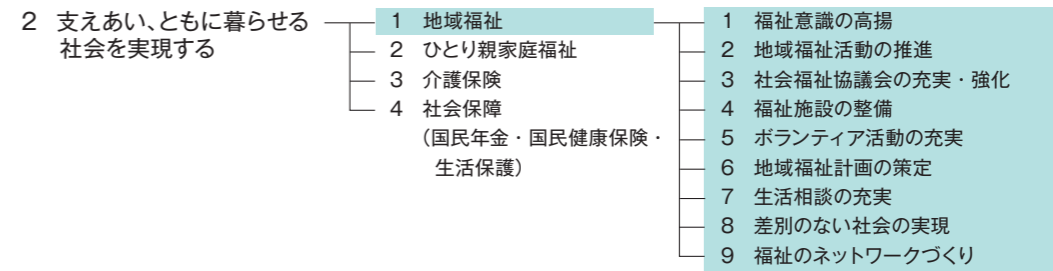 2 支えあい、ともに暮らせる
社会を実現する
1 地域福祉
2 ひとり親家庭福祉
3 介護保険
4 社会保障
(国民年金・国民健康保険・
生活保護)
1 福祉意識の高揚
2 地域福祉活動の推進
3 社会福祉協議会の充実・強化
4 福祉施設の整備
5 ボランティア活動の充実
6 地域福祉計画の策定
7 生活相談の充実
8 差別のない社会の実現
9 福祉のネットワークづくり